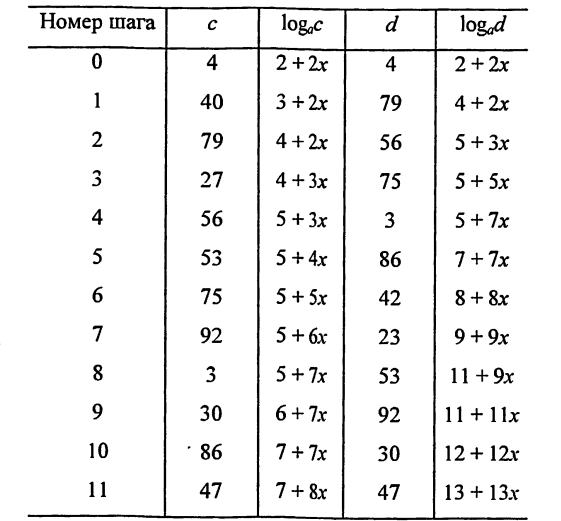 Номер шага c logₐc d logₐd
0 4 2 + 2x 4 2 + 2x
1 40 3 + 2x 79 4 + 2x
2 79 4 + 2x 56 5 + 3x
3 27 4 + 3x 75 5 + 5x
4 56 5 + 3x 3 5 + 7x
5 53 5 + 4x 86 7 + 7x
6 75 5 + 5x 42 8 + 8x
7 92 5 + 6x 23 9 + 9x
8 3 5 + 7x 53 11 + 9x
9 30 6 + 7x 92 11 + 11x
10 86 7 + 7x 30 12 + 12x
11 47 7 + 8x 47 13 + 13x